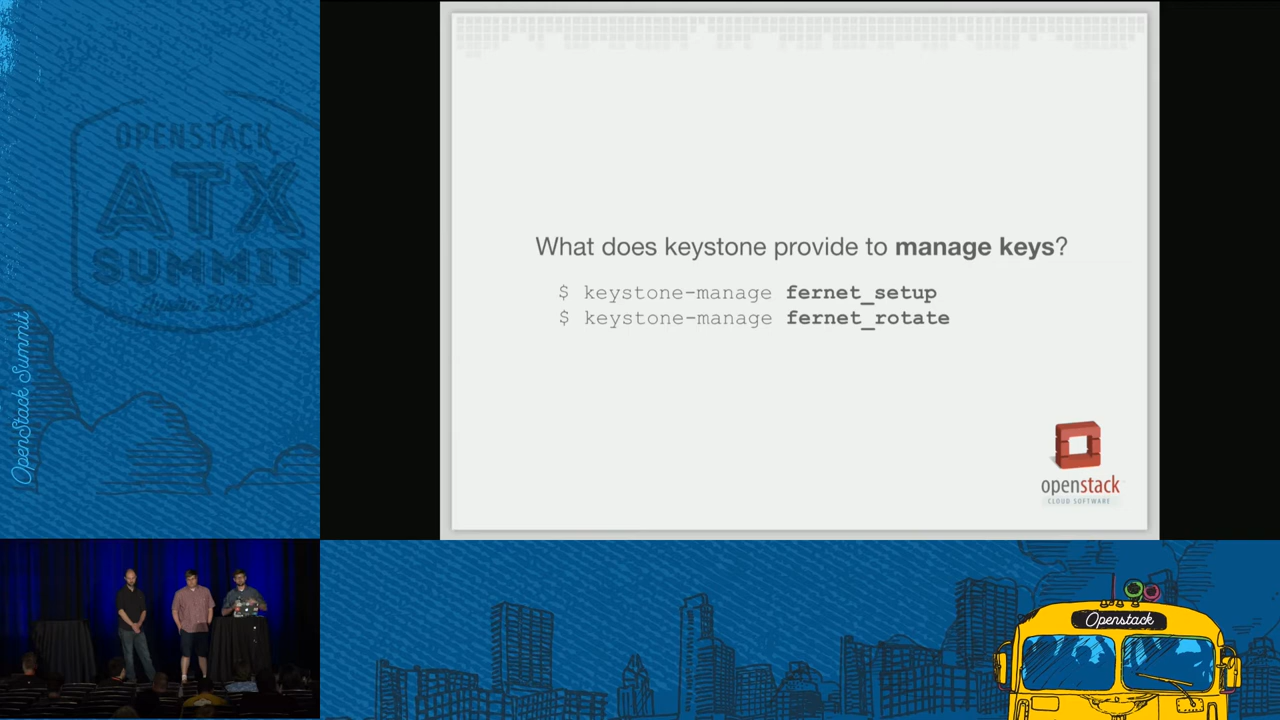 OPENSTACK
ATX
SUMMIT
OpenStack Summit
What does keystone provide to manage keys?
$ keystone-manage fernet_setup
$ keystone-manage fernet_rotate
openstack
CLOUD SOFTWARE
Openstack